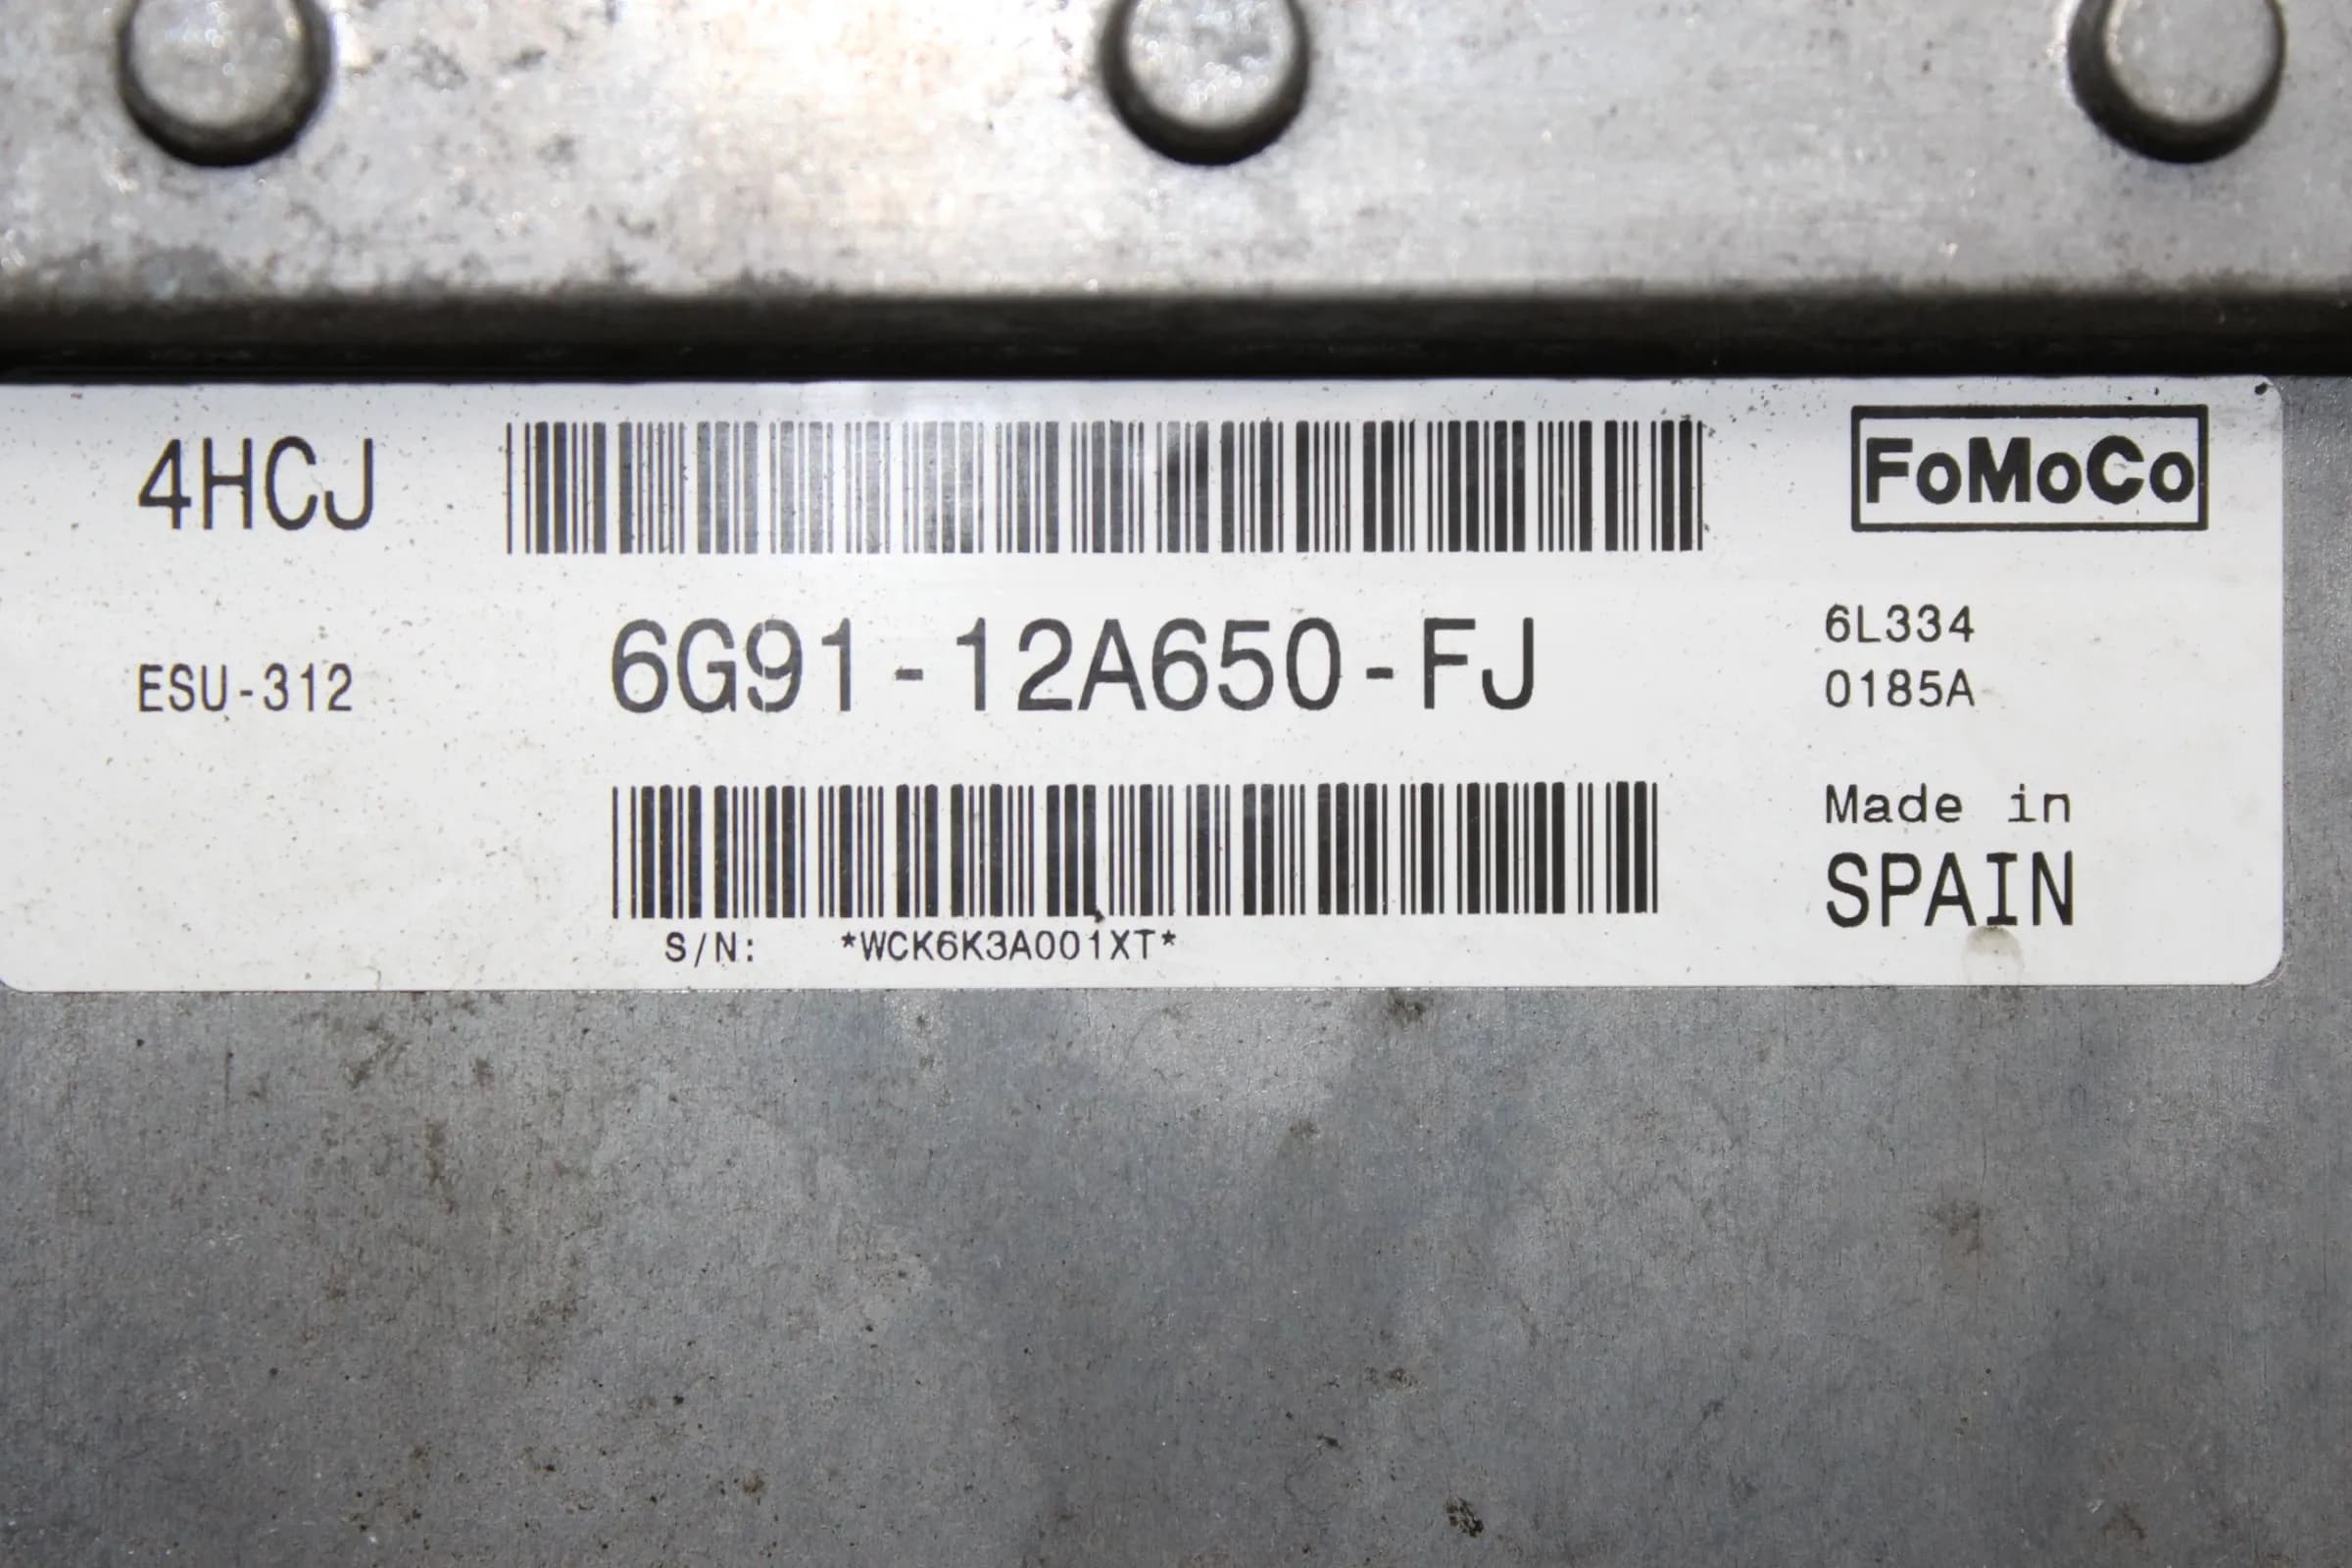 4HCJ
FoMoCo
ESU-312
6G91-12A650-FJ
6L334
0185A
Made in
SPAIN
S/N: *WCK6K3A001XT*